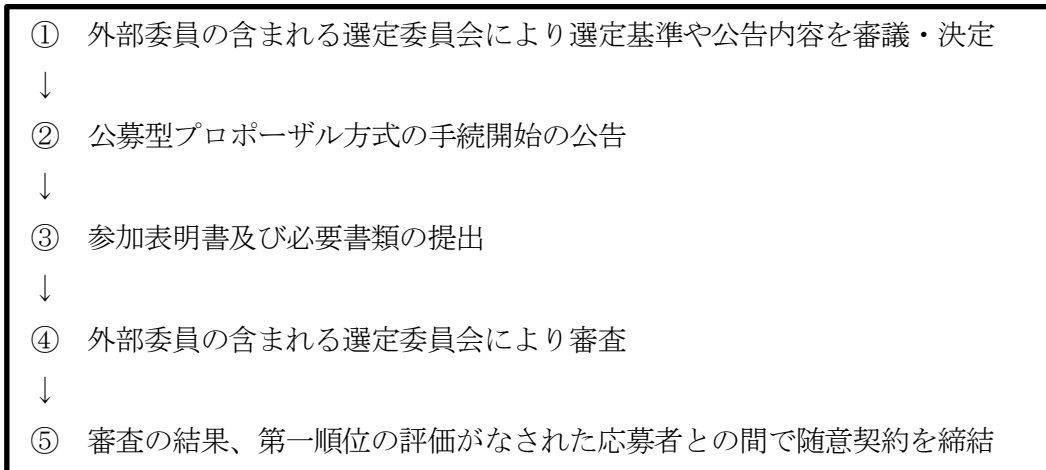 ① 外部委員の含まれる選定委員会により選定基準や公告内容を審議・決定
↓
② 公募型プロポーザル方式の手続開始の公告
↓
③ 参加表明書及び必要書類の提出
↓
④ 外部委員の含まれる選定委員会により審査
↓
⑤ 審査の結果、第一順位の評価がなされた応募者との間で随意契約を締結